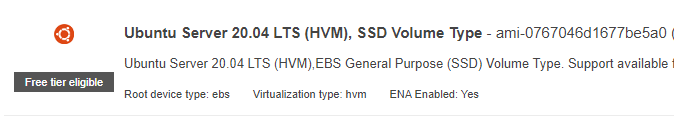 Ubuntu Server 20.04 LTS (HVM), SSD Volume Type - ami-0767046d1677be5a0 (
Ubuntu Server 20.04 LTS (HVM),EBS General Purpose (SSD) Volume Type. Support available f
Free tier eligible
Root device type: ebs Virtualization type: hvm ENA Enabled: Yes